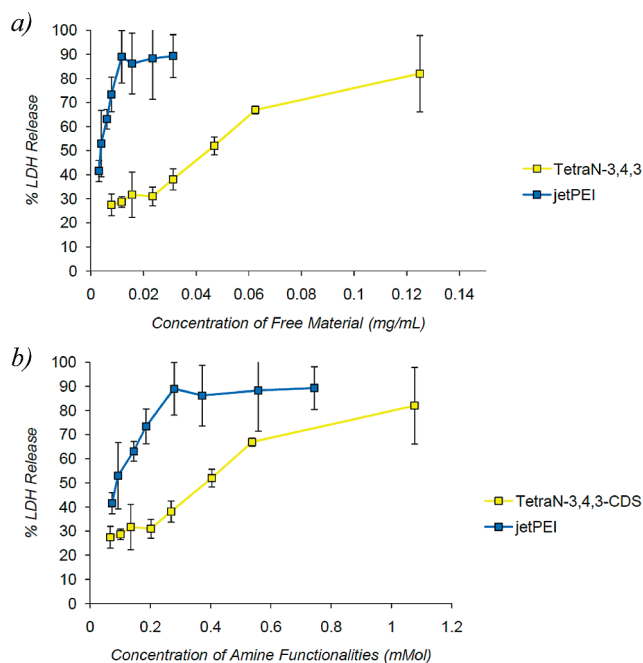 a)
100
90
80
70
60
50
40
30
20
10
0
% LDH Release
0 0.02 0.04 0.06 0.08 0.1 0.12 0.14
Concentration of Free Material (mg/mL)
TetraN-3,4,3
jetPEI
b)
100
90
80
70
60
50
40
30
20
10
0
% LDH Release
0 0.2 0.4 0.6 0.8 1 1.2
Concentration of Amine Functionalities (mMol)
TetraN-3,4,3-CDS
jetPEI